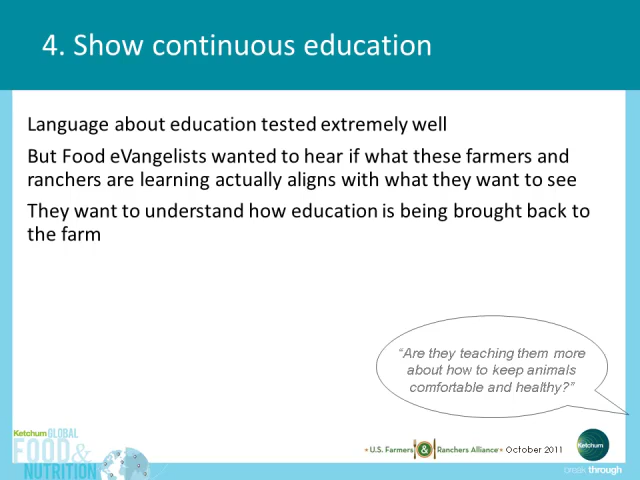 4. Show continuous education
Language about education tested extremely well
But Food eVangelists wanted to hear if what these farmers and
ranchers are learning actually aligns with what they want to see
They want to understand how education is being brought back to
the farm
“Are they teaching them more
about how to keep animals
comfortable and healthy?”
Ketchum GLOBAL
FOOD &
NUTRITION
U.S. Farmers & Ranchers Alliance October 2011
Ketchum
break through